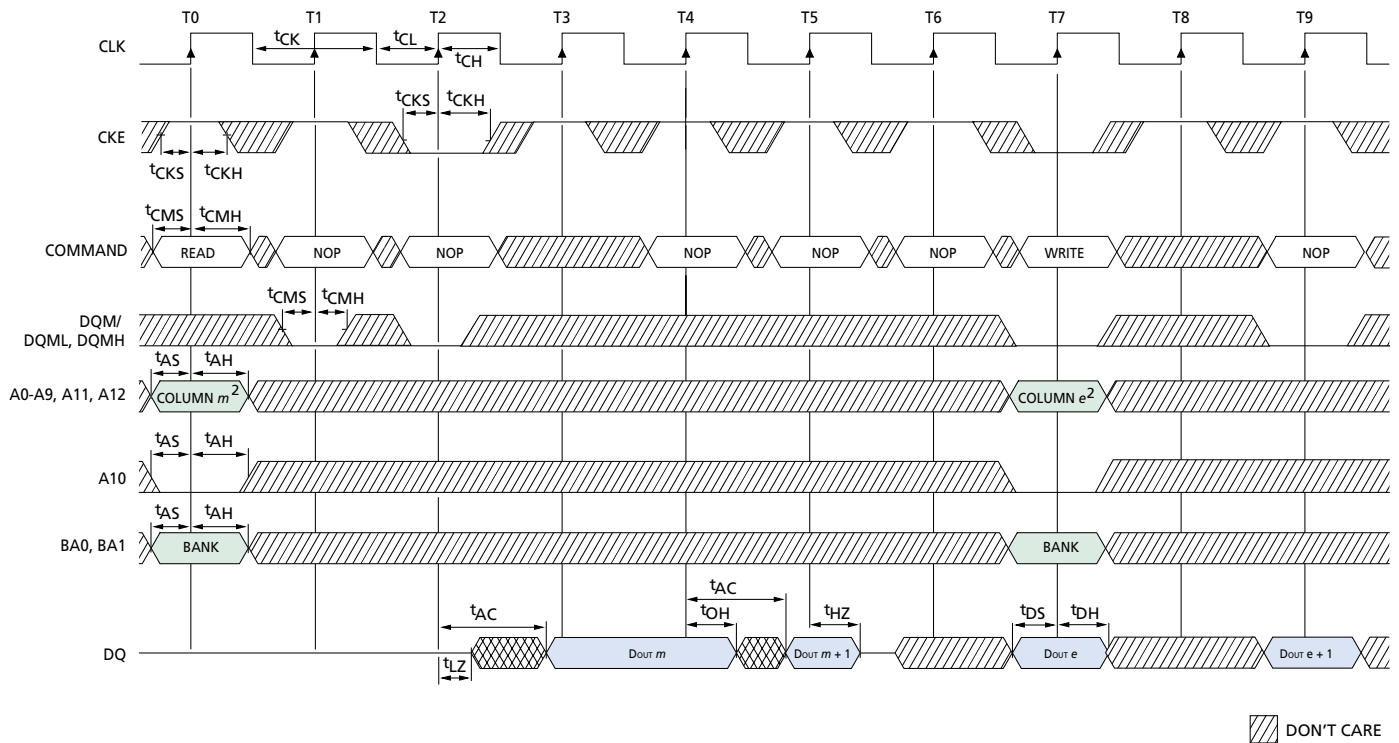 T0 T1 T2 T3 T4 T5 T6 T7 T8 T9
CLK
tCK tCL
tCH
tCKS tCKH
CKE
tCKS tCKH
tCMS tCMH
COMMAND READ NOP NOP NOP NOP NOP WRITE NOP
tCMS tCMH
DQM/
DQML, DQMH
tAS tAH
A0-A9, A11, A12 COLUMN m2 COLUMN e2
tAS tAH
A10
tAS tAH
BA0, BA1 BANK BANK
tAC
tAC tOH tHZ tDS tDH
DQ DOUT m DOUT m + 1 DOUT e DOUT e + 1
tLZ
DON'T CARE